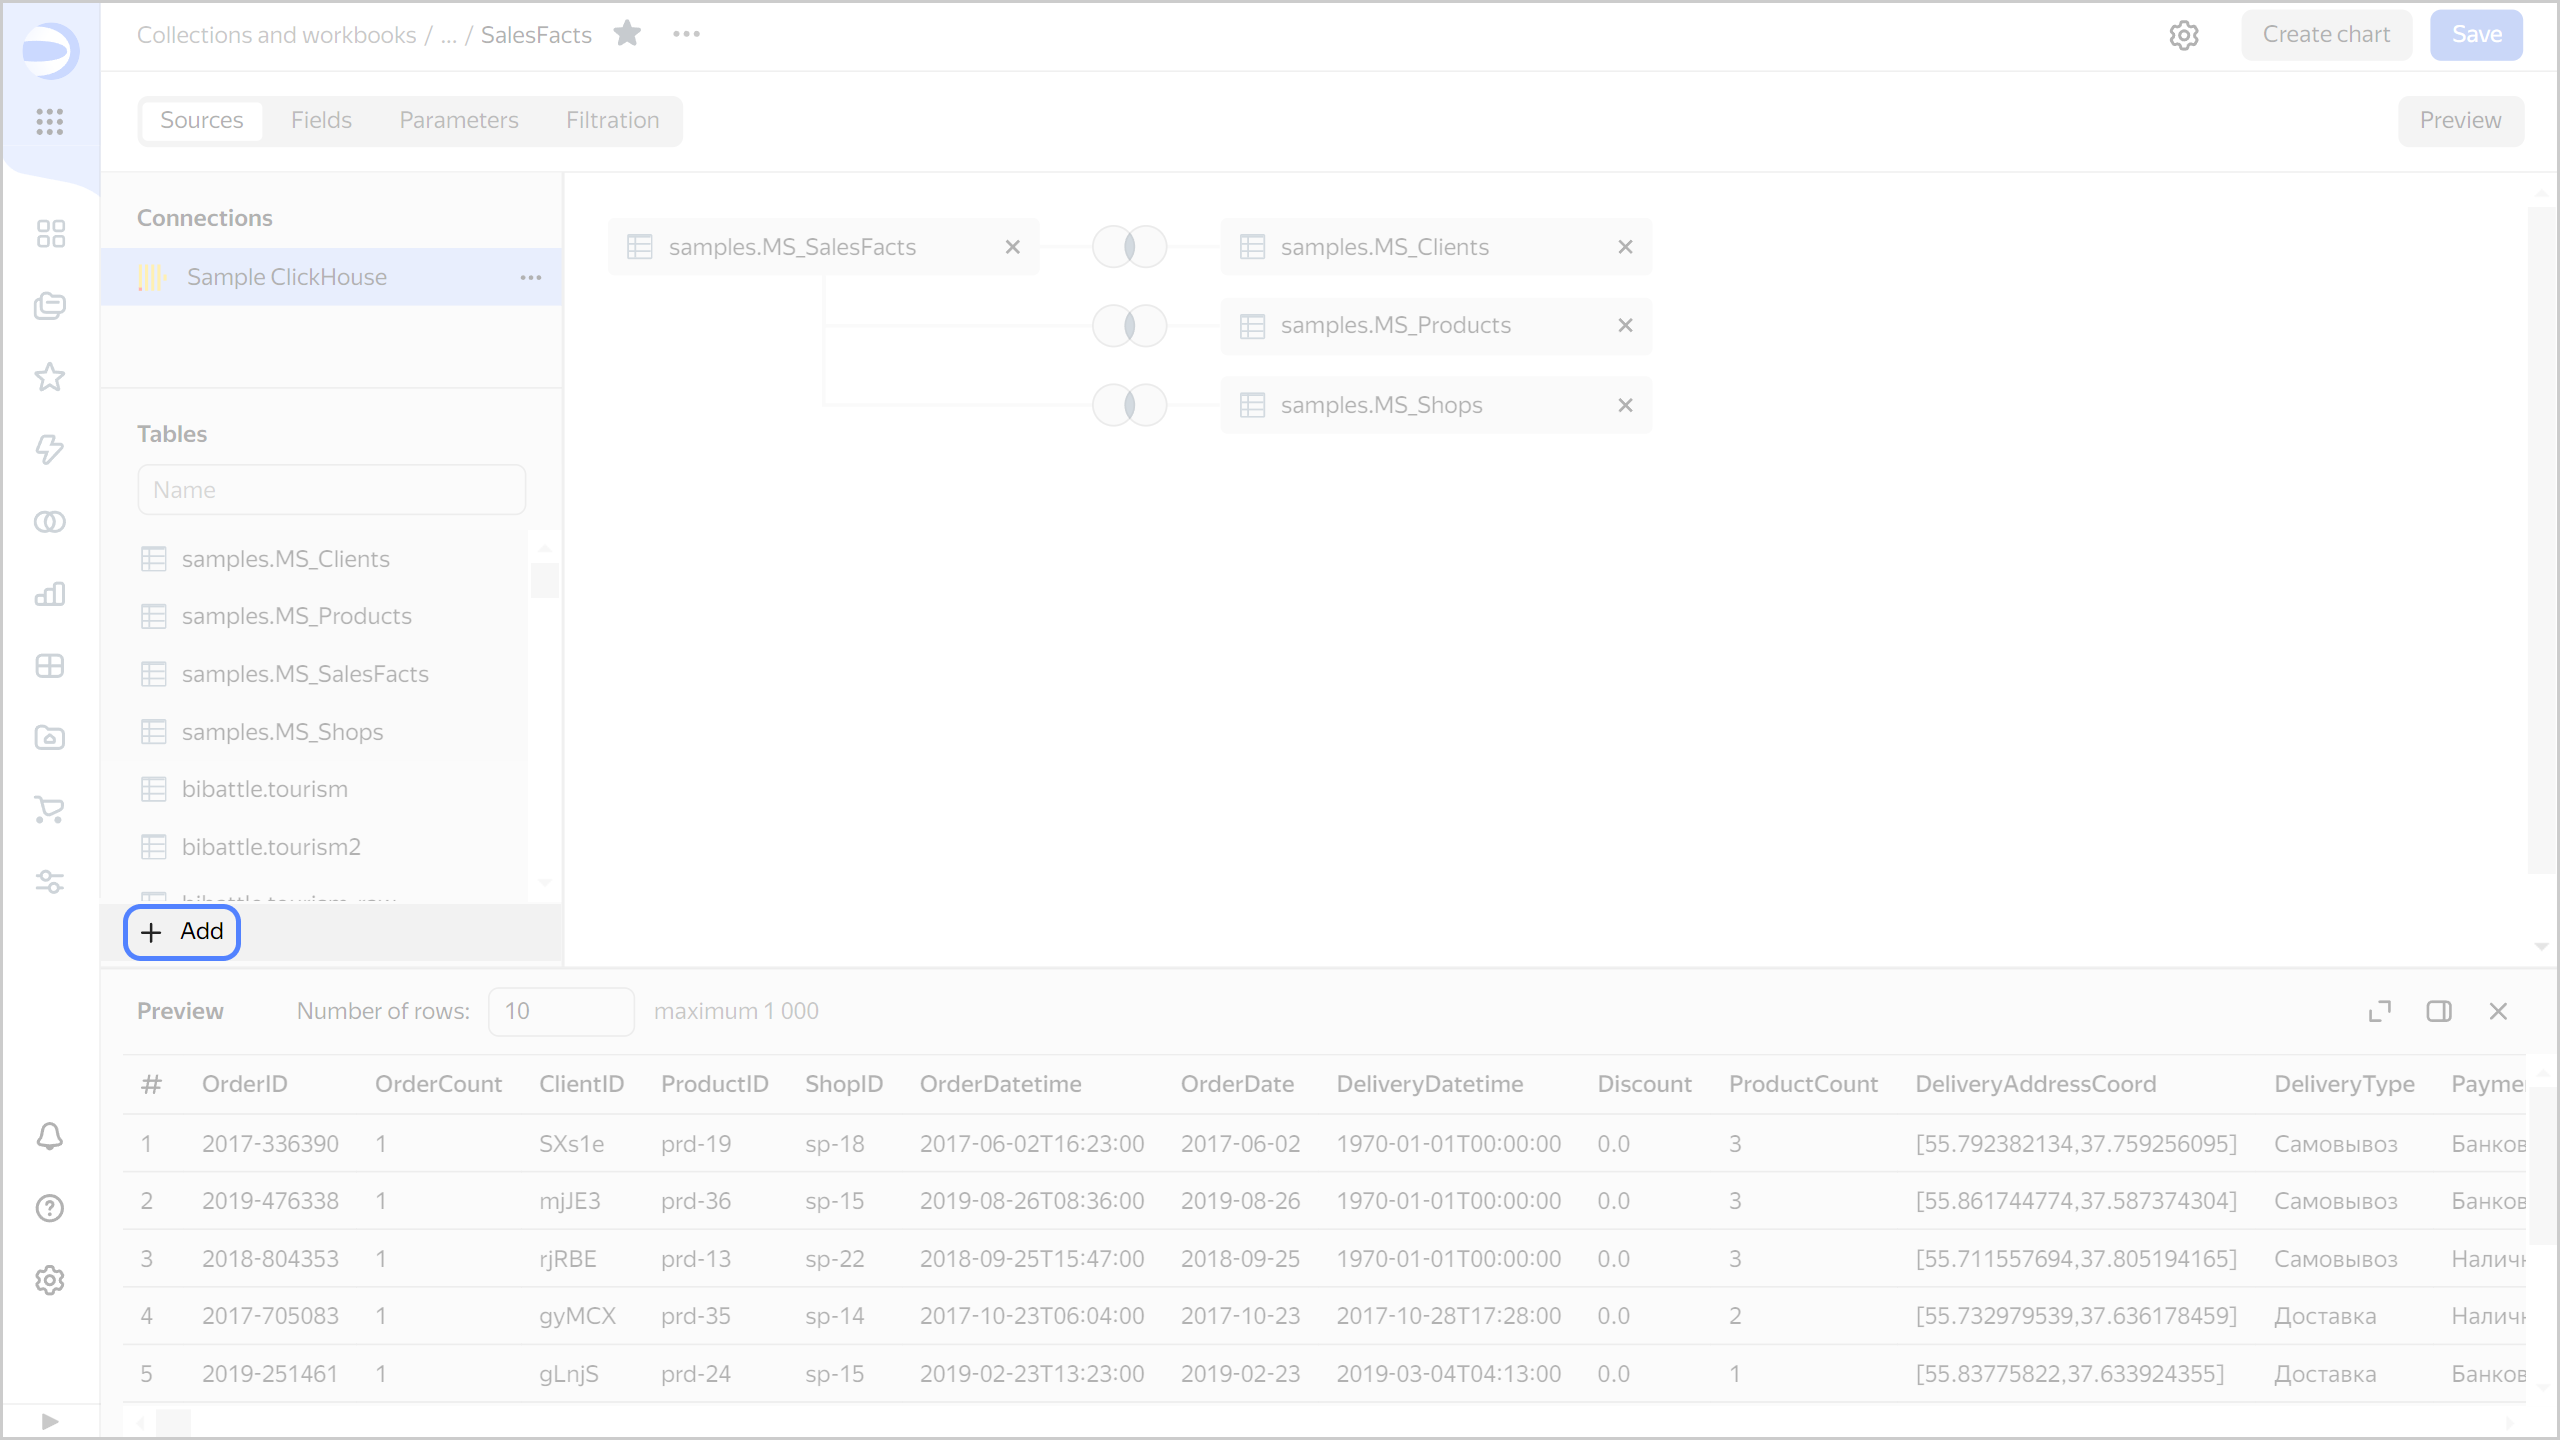 Collections and workbooks / ... / SalesFacts
Create chart
Save
Sources Fields Parameters Filtration
Preview
Connections
Sample ClickHouse
samples.MS_SalesFacts
samples.MS_Clients
samples.MS_Products
samples.MS_Shops
Tables
Name
samples.MS_Clients
samples.MS_Products
samples.MS_SalesFacts
samples.MS_Shops
bibattle.tourism
bibattle.tourism2
+ Add
Preview Number of rows: 10 maximum 1 000
# OrderID OrderCount ClientID ProductID ShopID OrderDatetime OrderDate DeliveryDatetime Discount ProductCount DeliveryAddressCoord DeliveryType Payme
1 2017-336390 1 SXs1e prd-19 sp-18 2017-06-02T16:23:00 2017-06-02 1970-01-01T00:00:00 0.0 3 [55.792382134,37.759256095] Самовывоз Банков
2 2019-476338 1 mjJE3 prd-36 sp-15 2019-08-26T08:36:00 2019-08-26 1970-01-01T00:00:00 0.0 3 [55.861744774,37.587374304] Самовывоз Банков
3 2018-804353 1 rjRBE prd-13 sp-22 2018-09-25T15:47:00 2018-09-25 1970-01-01T00:00:00 0.0 3 [55.711557694,37.805194165] Самовывоз Налич
4 2017-705083 1 gyMCX prd-35 sp-14 2017-10-23T06:04:00 2017-10-23 2017-10-28T17:28:00 0.0 2 [55.732979539,37.636178459] Доставка Налич
5 2019-251461 1 gLnjS prd-24 sp-15 2019-02-23T13:23:00 2019-02-23 2019-03-04T04:13:00 0.0 1 [55.83775822,37.633924355] Доставка Банков